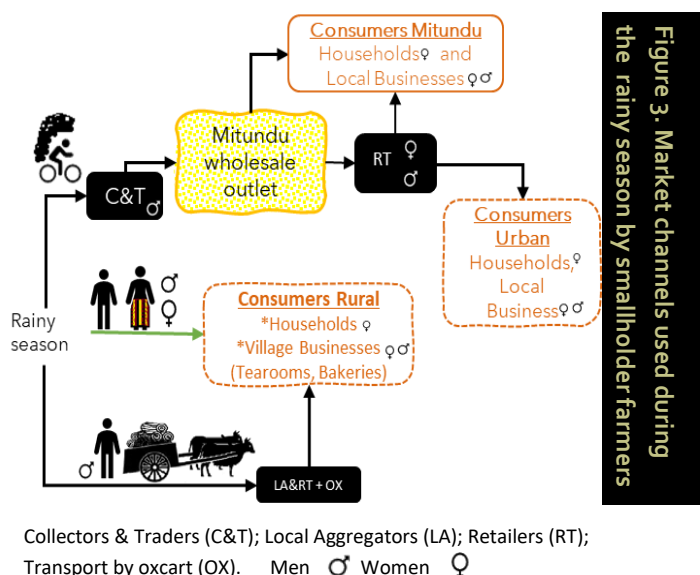 Consumers Mitundu
Households♀ and
Local Businesses ♀♂
Mitundu
wholesale
outlet
RT ♀
♂
C&T♂
Consumers
Urban
Households,♀
Local
Business♀♂
♂
♀
Rainy
season
Consumers Rural
*Households ♀
*Village Businesses ♀♂
(Tearooms, Bakeries)
♂
LA&RT + OX
Figure 3. Market channels used during
the rainy season by smallholder farmers
Collectors & Traders (C&T); Local Aggregators (LA); Retailers (RT);
Transport by oxcart (OX). Men ♂ Women ♀